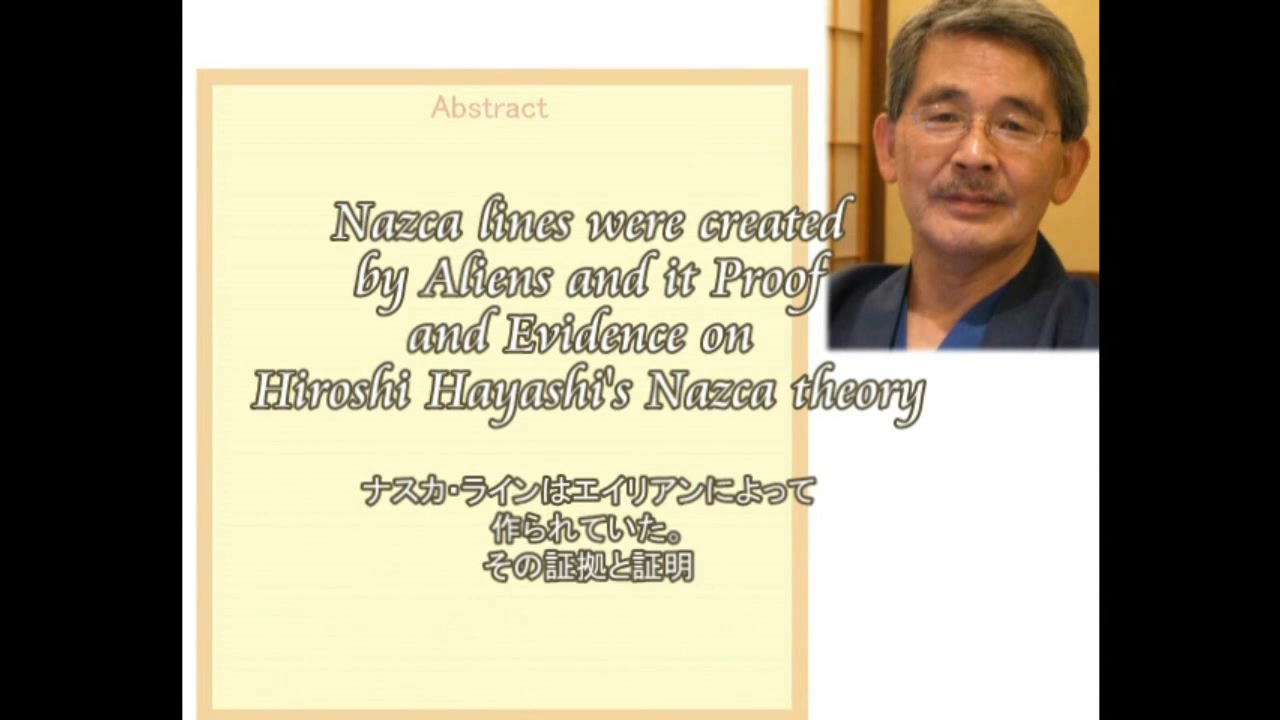 Abstract
Nazca lines were created
by Aliens and it Proof
and Evidence on
Hiroshi Hayashi's Nazca theory
ナスカ・ラインはエイリアンによって
作られていた。
その証拠と証明